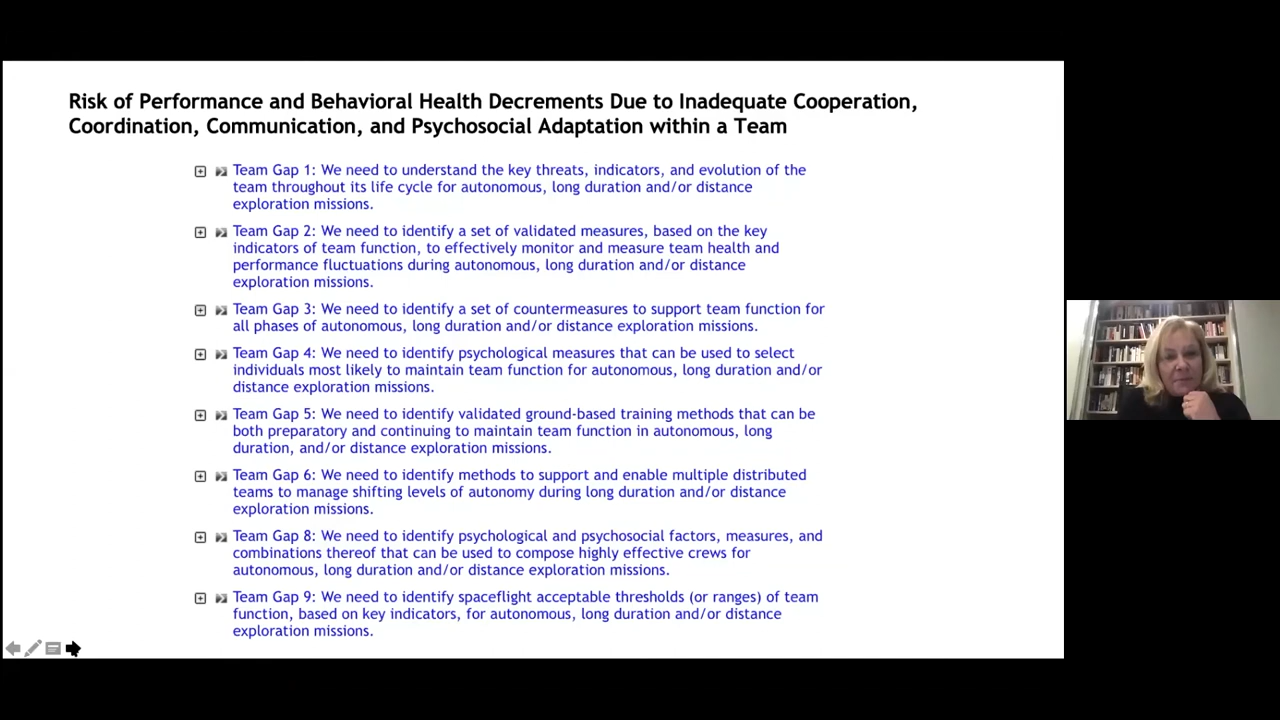 Risk of Performance and Behavioral Health Decrements Due to Inadequate Cooperation,
Coordination, Communication, and Psychosocial Adaptation within a Team
Team Gap 1: We need to understand the key threats, indicators, and evolution of the
team throughout its life cycle for autonomous, long duration and/or distance
exploration missions.
Team Gap 2: We need to identify a set of validated measures, based on the key
indicators of team function, to effectively monitor and measure team health and
performance fluctuations during autonomous, long duration and/or distance
exploration missions.
Team Gap 3: We need to identify a set of countermeasures to support team function for
all phases of autonomous, long duration and/or distance exploration missions.
Team Gap 4: We need to identify psychological measures that can be used to select
individuals most likely to maintain team function for autonomous, long duration and/or
distance exploration missions.
Team Gap 5: We need to identify validated ground-based training methods that can be
both preparatory and continuing to maintain team function in autonomous, long
duration, and/or distance exploration missions.
Team Gap 6: We need to identify methods to support and enable multiple distributed
teams to manage shifting levels of autonomy during long duration and/or distance
exploration missions.
Team Gap 8: We need to identify psychological and psychosocial factors, measures, and
combinations thereof that can be used to compose highly effective crews for
autonomous, long duration and/or distance exploration missions.
Team Gap 9: We need to identify spaceflight acceptable thresholds (or ranges) of team
function, based on key indicators, for autonomous, long duration and/or distance
exploration missions.